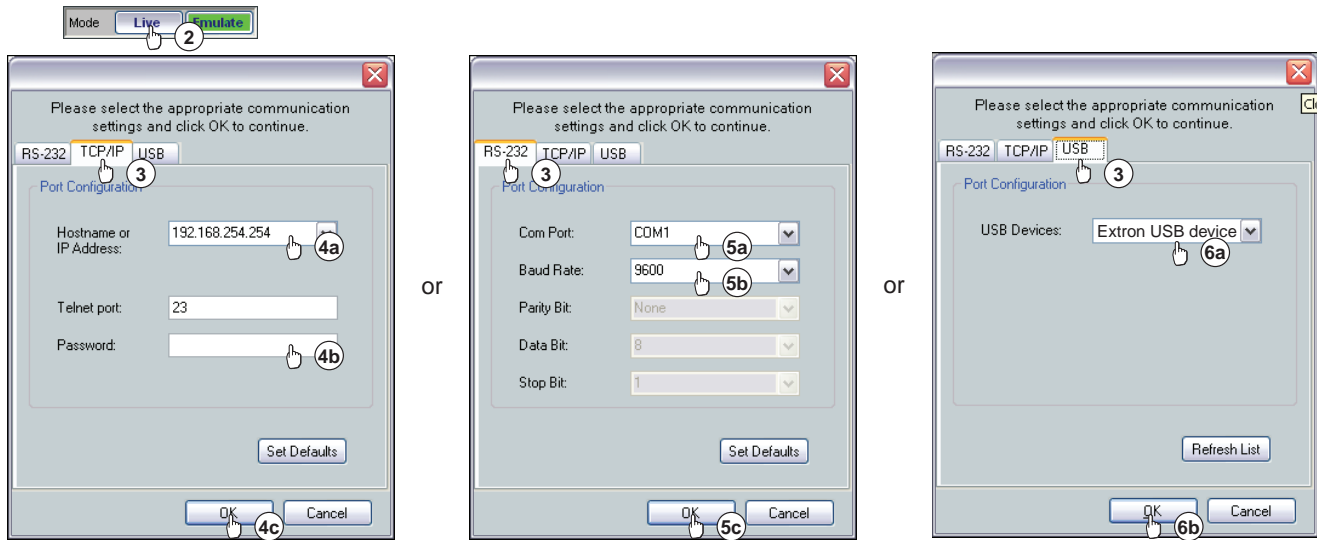 Mode Live Emulate
2
Please select the appropriate communication
settings and click OK to continue.
RS-232 TCP/IP USB
3
Port Configuration
Hostname or
IP Address:
192.168.254.254
4a
Telnet port: 23
Password:
4b
Set Defaults
OK Cancel
4c
or
Please select the appropriate communication
settings and click OK to continue.
RS-232 TCP/IP USB
3
Port Configuration
Com Port: COM1
5a
Baud Rate: 9600
5b
Parity Bit: None
Data Bit: 8
Stop Bit: 1
Set Defaults
OK Cancel
5c
or
Please select the appropriate communication
settings and click OK to continue.
RS-232 TCP/IP USB
3
Port Configuration
USB Devices: Extron USB device
6a
Refresh List
OK Cancel
6b